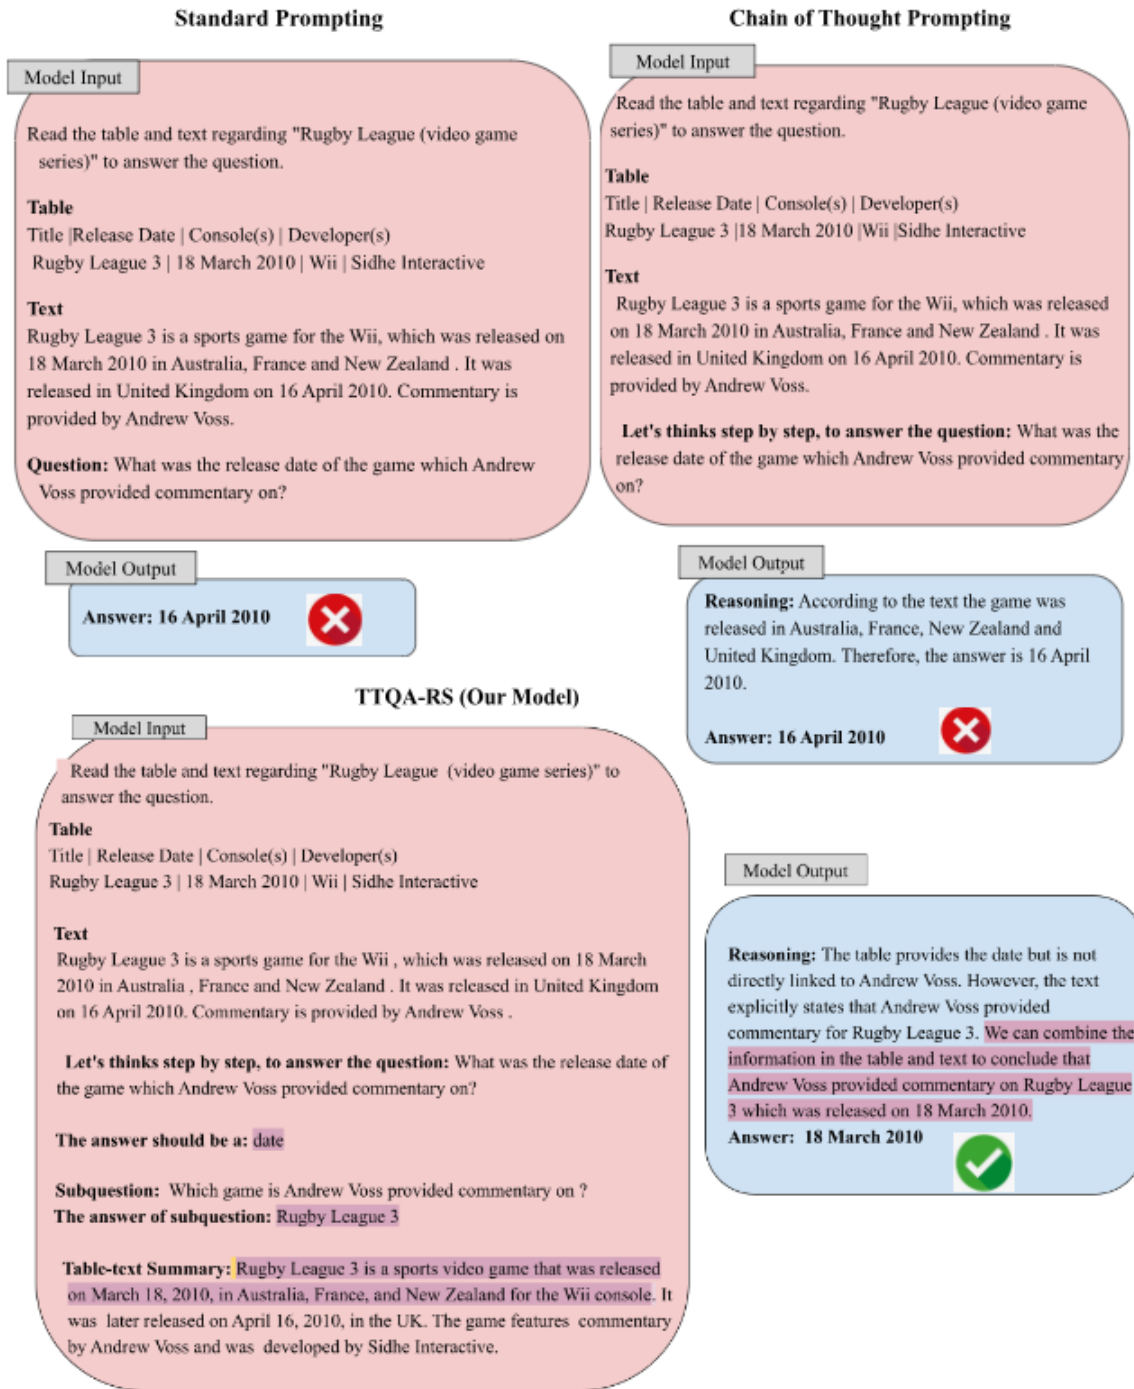 Standard Prompting
Model Input
Read the table and text regarding "Rugby League (video game
series)" to answer the question.
Table
Title |Release Date | Console(s) | Developer(s)
Rugby League 3 | 18 March 2010 | Wii | Sidhe Interactive
Text
Rugby League 3 is a sports game for the Wii, which was released on
18 March 2010 in Australia, France and New Zealand . It was
released in United Kingdom on 16 April 2010. Commentary is
provided by Andrew Voss.
Question: What was the release date of the game which Andrew
Voss provided commentary on?
Model Output
Answer: 16 April 2010
Chain of Thought Prompting
Model Input
Read the table and text regarding "Rugby League (video game
series)" to answer the question.
Table
Title | Release Date | Console(s) | Developer(s)
Rugby League 3 |18 March 2010 |Wii |Sidhe Interactive
Text
Rugby League 3 is a sports game for the Wii, which was released
on 18 March 2010 in Australia, France and New Zealand . It was
released in United Kingdom on 16 April 2010. Commentary is
provided by Andrew Voss.
Let's thinks step by step, to answer the question: What was the
release date of the game which Andrew Voss provided commentary
on?
Model Output
Reasoning: According to the text the game was
released in Australia, France, New Zealand and
United Kingdom. Therefore, the answer is 16 April
2010.
Answer: 16 April 2010
TTQA-RS (Our Model)
Model Input
Read the table and text regarding "Rugby League (video game series)" to
answer the question.
Table
Title | Release Date | Console(s) | Developer(s)
Rugby League 3 | 18 March 2010 | Wii | Sidhe Interactive
Text
Rugby League 3 is a sports game for the Wii , which was released on 18 March
2010 in Australia , France and New Zealand . It was released in United Kingdom
on 16 April 2010. Commentary is provided by Andrew Voss .
Let's thinks step by step, to answer the question: What was the release date of
the game which Andrew Voss provided commentary on?
The answer should be a: date
Subquestion: Which game is Andrew Voss provided commentary on ?
The answer of subquestion: Rugby League 3
Table-text Summary: Rugby League 3 is a sports video game that was released
on March 18, 2010, in Australia, France, and New Zealand for the Wii console. It
was later released on April 16, 2010, in the UK. The game features commentary
by Andrew Voss and was developed by Sidhe Interactive.
Model Output
Reasoning: The table provides the date but is not
directly linked to Andrew Voss. However, the text
explicitly states that Andrew Voss provided
commentary for Rugby League 3. We can combine the
information in the table and text to conclude that
Andrew Voss provided commentary on Rugby League
3 which was released on 18 March 2010.
Answer: 18 March 2010